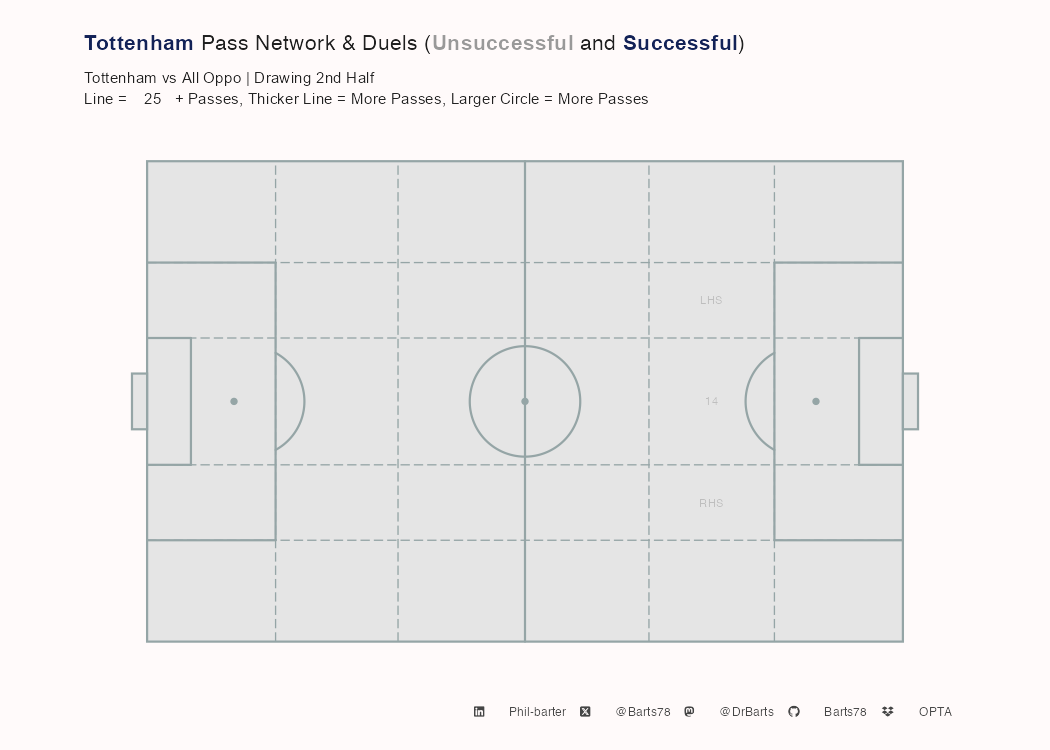 Tottenham Pass Network & Duels (Unsuccessful and Successful)
Tottenham vs All Oppo | Drawing 2nd Half
Line = 25 + Passes, Thicker Line = More Passes, Larger Circle = More Passes
LHS
14
RHS
Phil-barter @Barts78 @DrBarts Barts78 OPTA